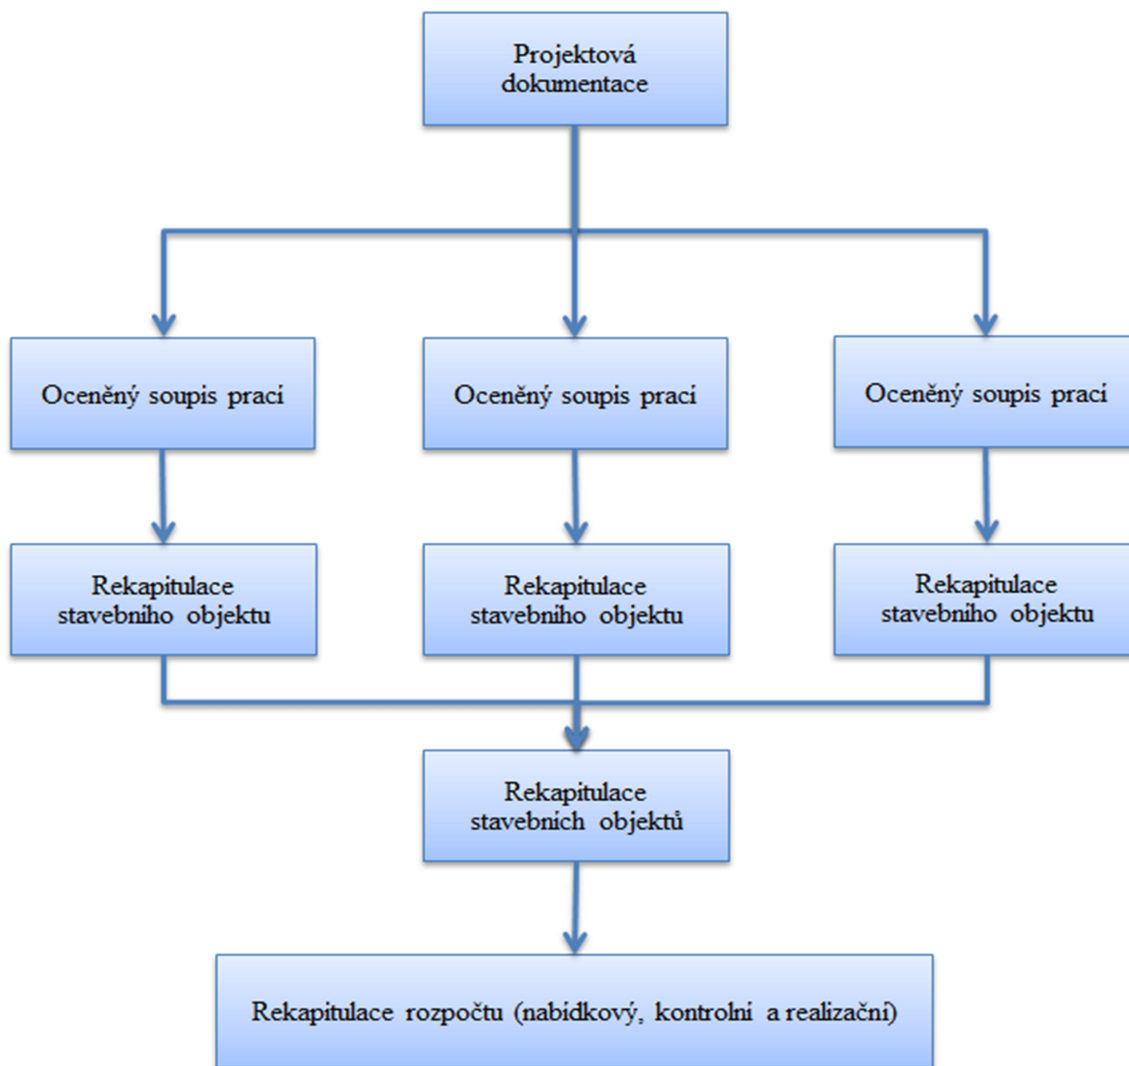 Projektová
dokumentace
Oceněný soupis prací
Oceněný soupis prací
Oceněný soupis prací
Rekapitulace
stavebního objektu
Rekapitulace
stavebního objektu
Rekapitulace
stavebního objektu
Rekapitulace
stavebních objektů
Rekapitulace rozpočtu (nabídkový, kontrolní a realizační)